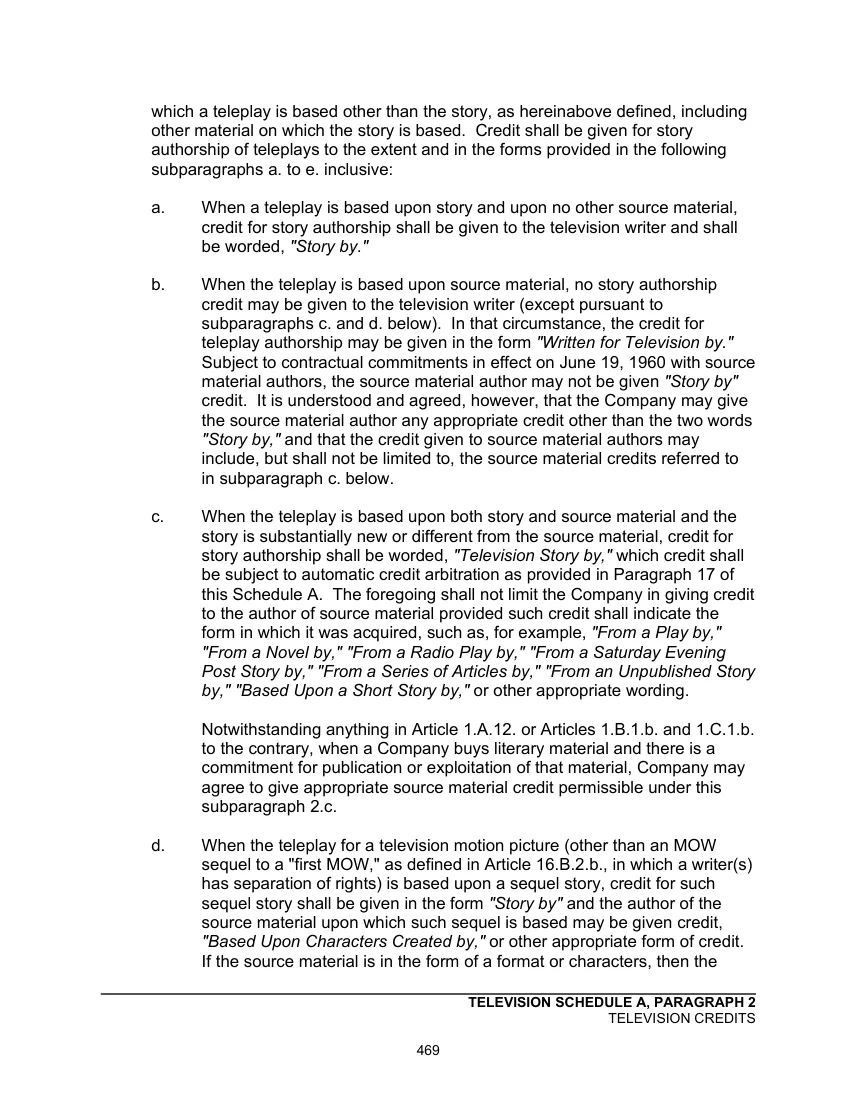 which a teleplay is based other than the story, as hereinabove defined, including
other material on which the story is based.  Credit shall be given for story
authorship of teleplays to the extent and in the forms provided in the following
subparagraphs a. to e. inclusive:
a. When a teleplay is based upon story and upon no other source material,
credit for story authorship shall be given to the television writer and shall
be worded, "Story by."
b. When the teleplay is based upon source material, no story authorship
credit may be given to the television writer (except pursuant to
subparagraphs c. and d. below).  In that circumstance, the credit for
teleplay authorship may be given in the form "Written for Television by."
Subject to contractual commitments in effect on June 19, 1960 with source
material authors, the source material author may not be given "Story by"
credit.  It is understood and agreed, however, that the Company may give
the source material author any appropriate credit other than the two words
"Story by," and that the credit given to source material authors may
include, but shall not be limited to, the source material credits referred to
in subparagraph c. below.
c. When the teleplay is based upon both story and source material and the
story is substantially new or different from the source material, credit for
story authorship shall be worded, "Television Story by," which credit shall
be subject to automatic credit arbitration as provided in Paragraph 17 of
this Schedule A.  The foregoing shall not limit the Company in giving credit
to the author of source material provided such credit shall indicate the
form in which it was acquired, such as, for example, "From a Play by,"
"From a Novel by," "From a Radio Play by," "From a Saturday Evening
Post Story by," "From a Series of Articles by," "From an Unpublished Story
by," "Based Upon a Short Story by," or other appropriate wording.
Notwithstanding anything in Article 1.A.12. or Articles 1.B.1.b. and 1.C.1.b.
to the contrary, when a Company buys literary material and there is a
commitment for publication or exploitation of that material, Company may
agree to give appropriate source material credit permissible under this
subparagraph 2.c.
d. When the teleplay for a television motion picture (other than an MOW
sequel to a "first MOW," as defined in Article 16.B.2.b., in which a writer(s)
has separation of rights) is based upon a sequel story, credit for such
sequel story shall be given in the form "Story by" and the author of the
source material upon which such sequel is based may be given credit,
"Based Upon Characters Created by," or other appropriate form of credit.
If the source material is in the form of a format or characters, then the
TELEVISION SCHEDULE A, PARAGRAPH 2
TELEVISION CREDITS
469